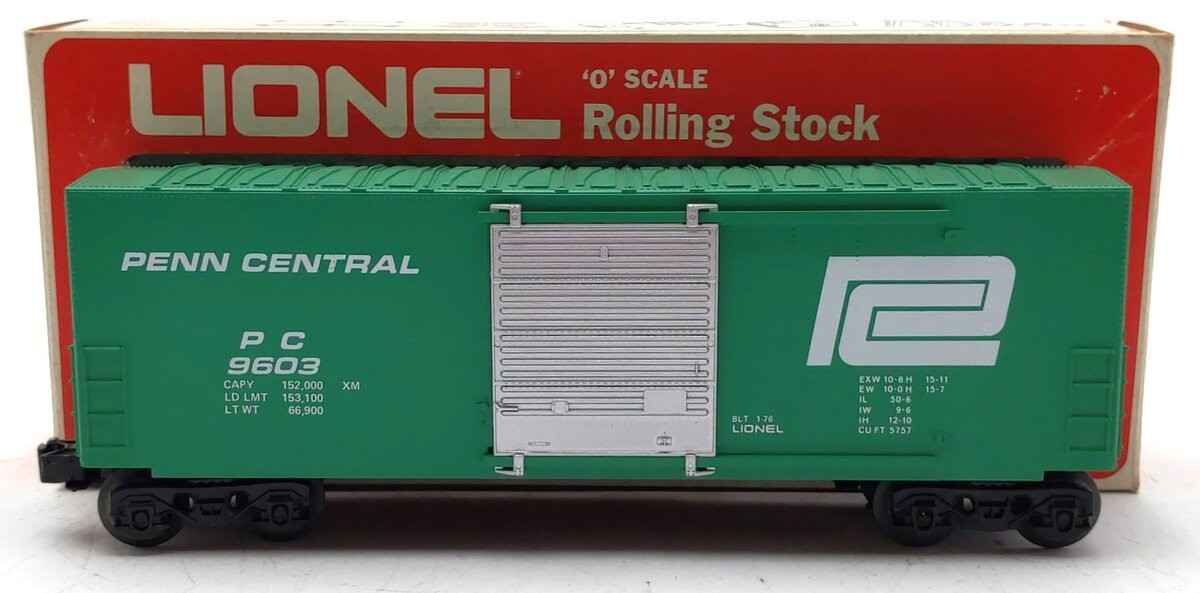 LIONEL
'O' SCALE
Rolling Stock
PENN CENTRAL
P C
9603
CAPY 152,000 XM
LD LMT 153,100
LT WT 66,900
BLT 1-76
LIONEL
EXW 10-8 H 15-11
EW 10-0 H 15-7
IL 50-6
IW 9-6
IH 12-10
CU FT 5757